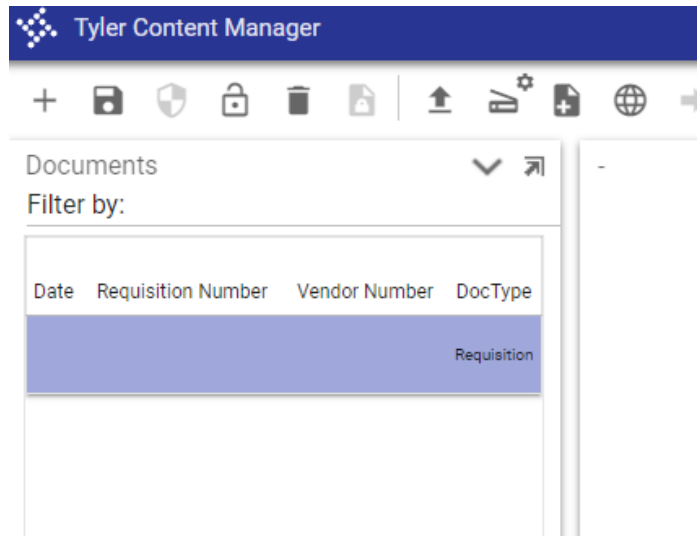 Tyler Content Manager
Documents
-
Filter by:
Date Requisition Number Vendor Number DocType
Requisition